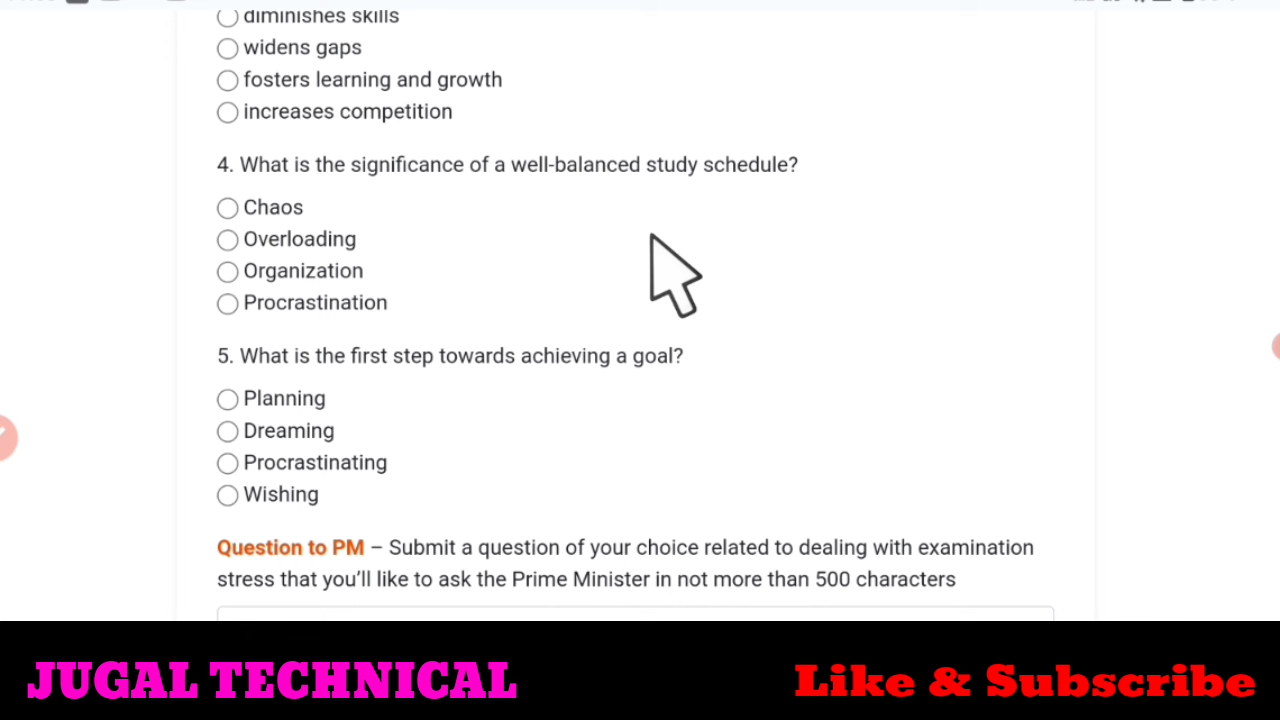 diminishes skills
widens gaps
fosters learning and growth
increases competition
4. What is the significance of a well-balanced study schedule?
Chaos
Overloading
Organization
Procrastination
5. What is the first step towards achieving a goal?
Planning
Dreaming
Procrastinating
Wishing
Question to PM – Submit a question of your choice related to dealing with examination
stress that you'll like to ask the Prime Minister in not more than 500 characters
JUGAL TECHNICAL
Like & Subscribe